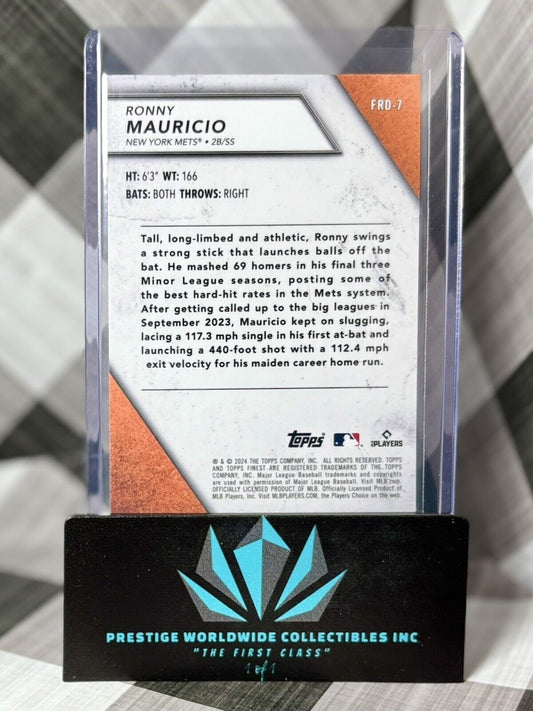 FRD-7
RONNY
MAURICIO
NEW YORK METS® • 2B/SS
HT: 6'3" WT: 166
BATS: BOTH THROWS: RIGHT
Tall, long-limbed and athletic, Ronny swings
a strong stick that launches balls off the
bat. He mashed 69 homers in his final three
Minor League seasons, posting some of
the best hard-hit rates in the Mets system.
After getting called up to the big leagues in
September 2023, Mauricio kept on slugging,
lacing a 117.3 mph single in his first at-bat and
launching a 440-foot shot with a 112.4 mph
exit velocity for his maiden career home run.
topps
PLAYERS
® & © 2024 THE TOPPS COMPANY, INC. ALL RIGHTS RESERVED. TOPPS
AND TOPPS FINEST ARE REGISTERED TRADEMARKS OF THE TOPPS
COMPANY, INC. Major League Baseball trademarks and copyrights
are used with permission of Major League Baseball. Visit MLB.com.
OFFICIALLY LICENSED PRODUCT OF MLB. Officially Licensed Product of
MLB Players, Inc. Visit MLBPLAYERS.COM, the Players Choice on the web.
PRESTIGE WORLDWIDE COLLECTIBLES INC
"THE FIRST CLASS"
1 of 1